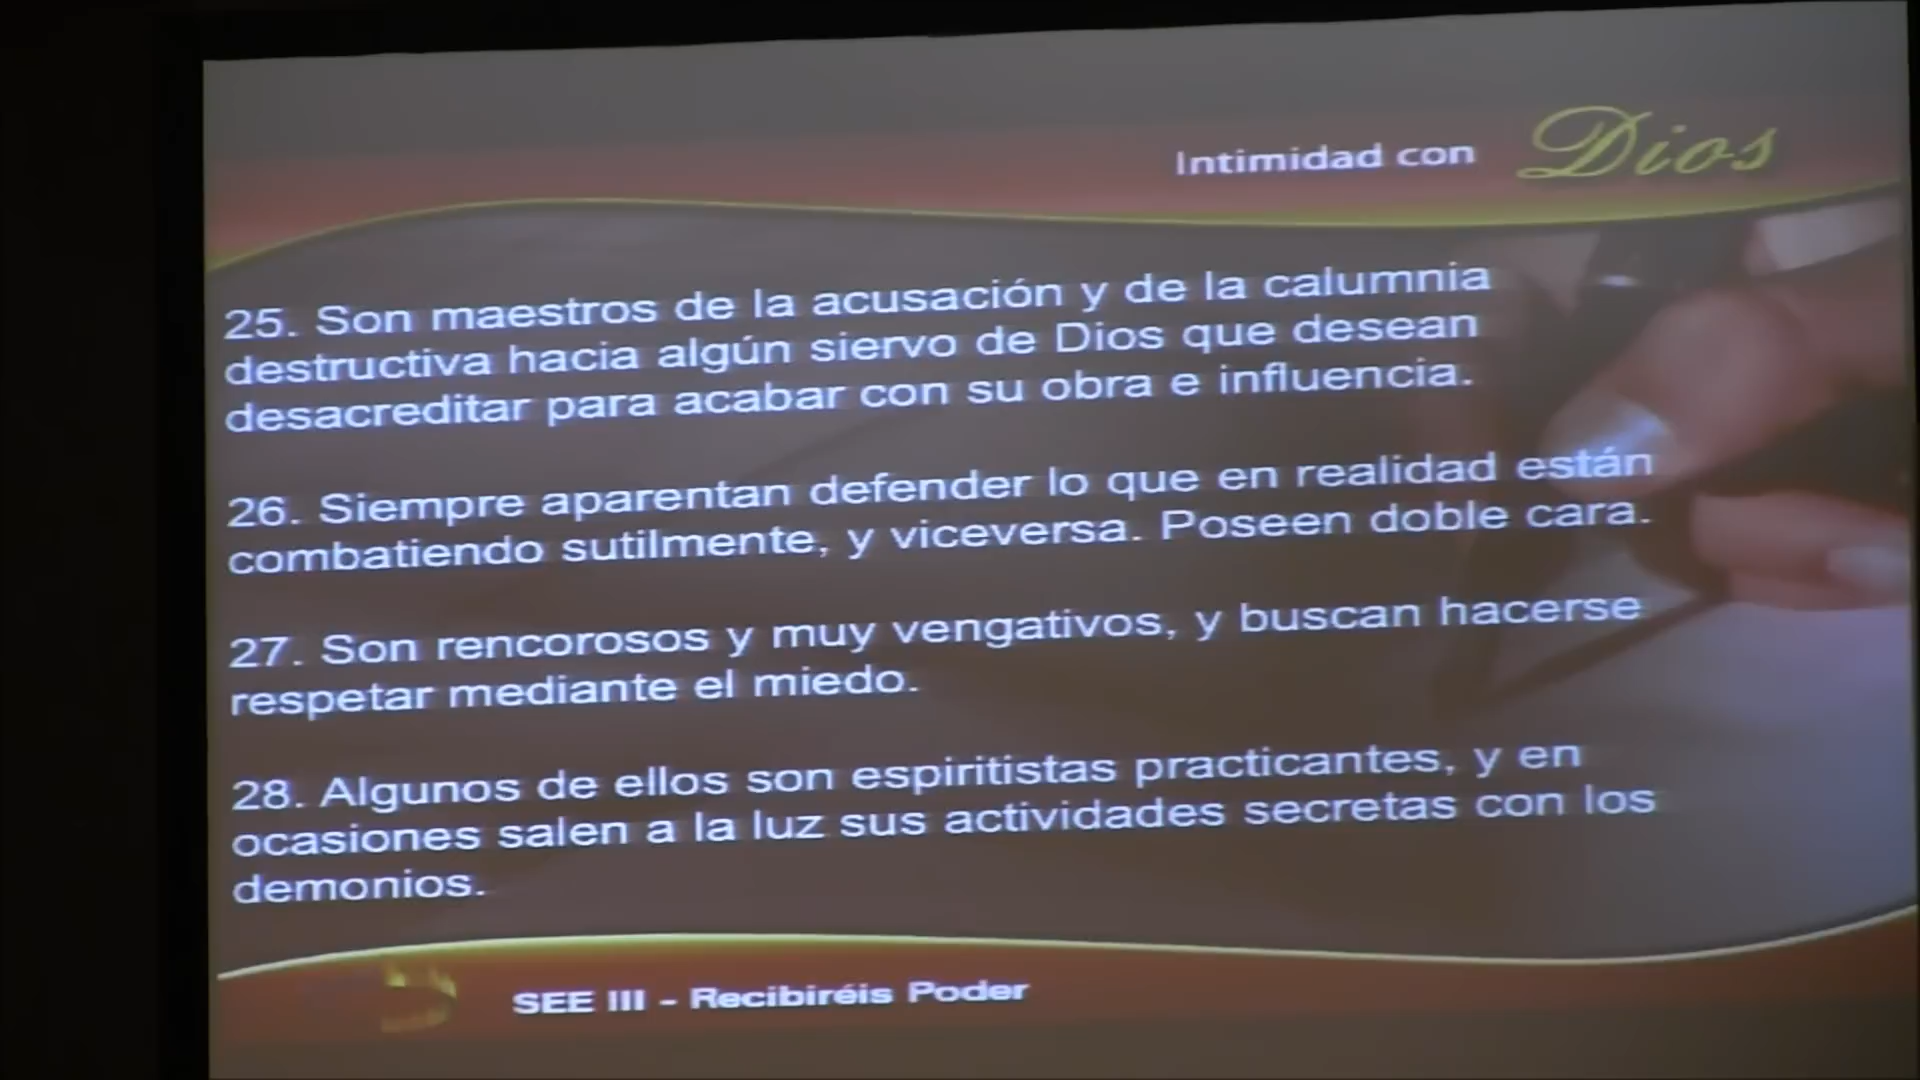 Intimidad con Dios
25. Son maestros de la acusación y de la calumnia
destructiva hacia algún siervo de Dios que desean
desacreditar para acabar con su obra e influencia.
26. Siempre aparentan defender lo que en realidad están
combatiendo sutilmente, y viceversa. Poseen doble cara.
27. Son rencorosos y muy vengativos, y buscan hacerse
respetar mediante el miedo.
28. Algunos de ellos son espiritistas practicantes, y en
ocasiones salen a la luz sus actividades secretas con los
demonios.
SEE III - Recibiréis Poder